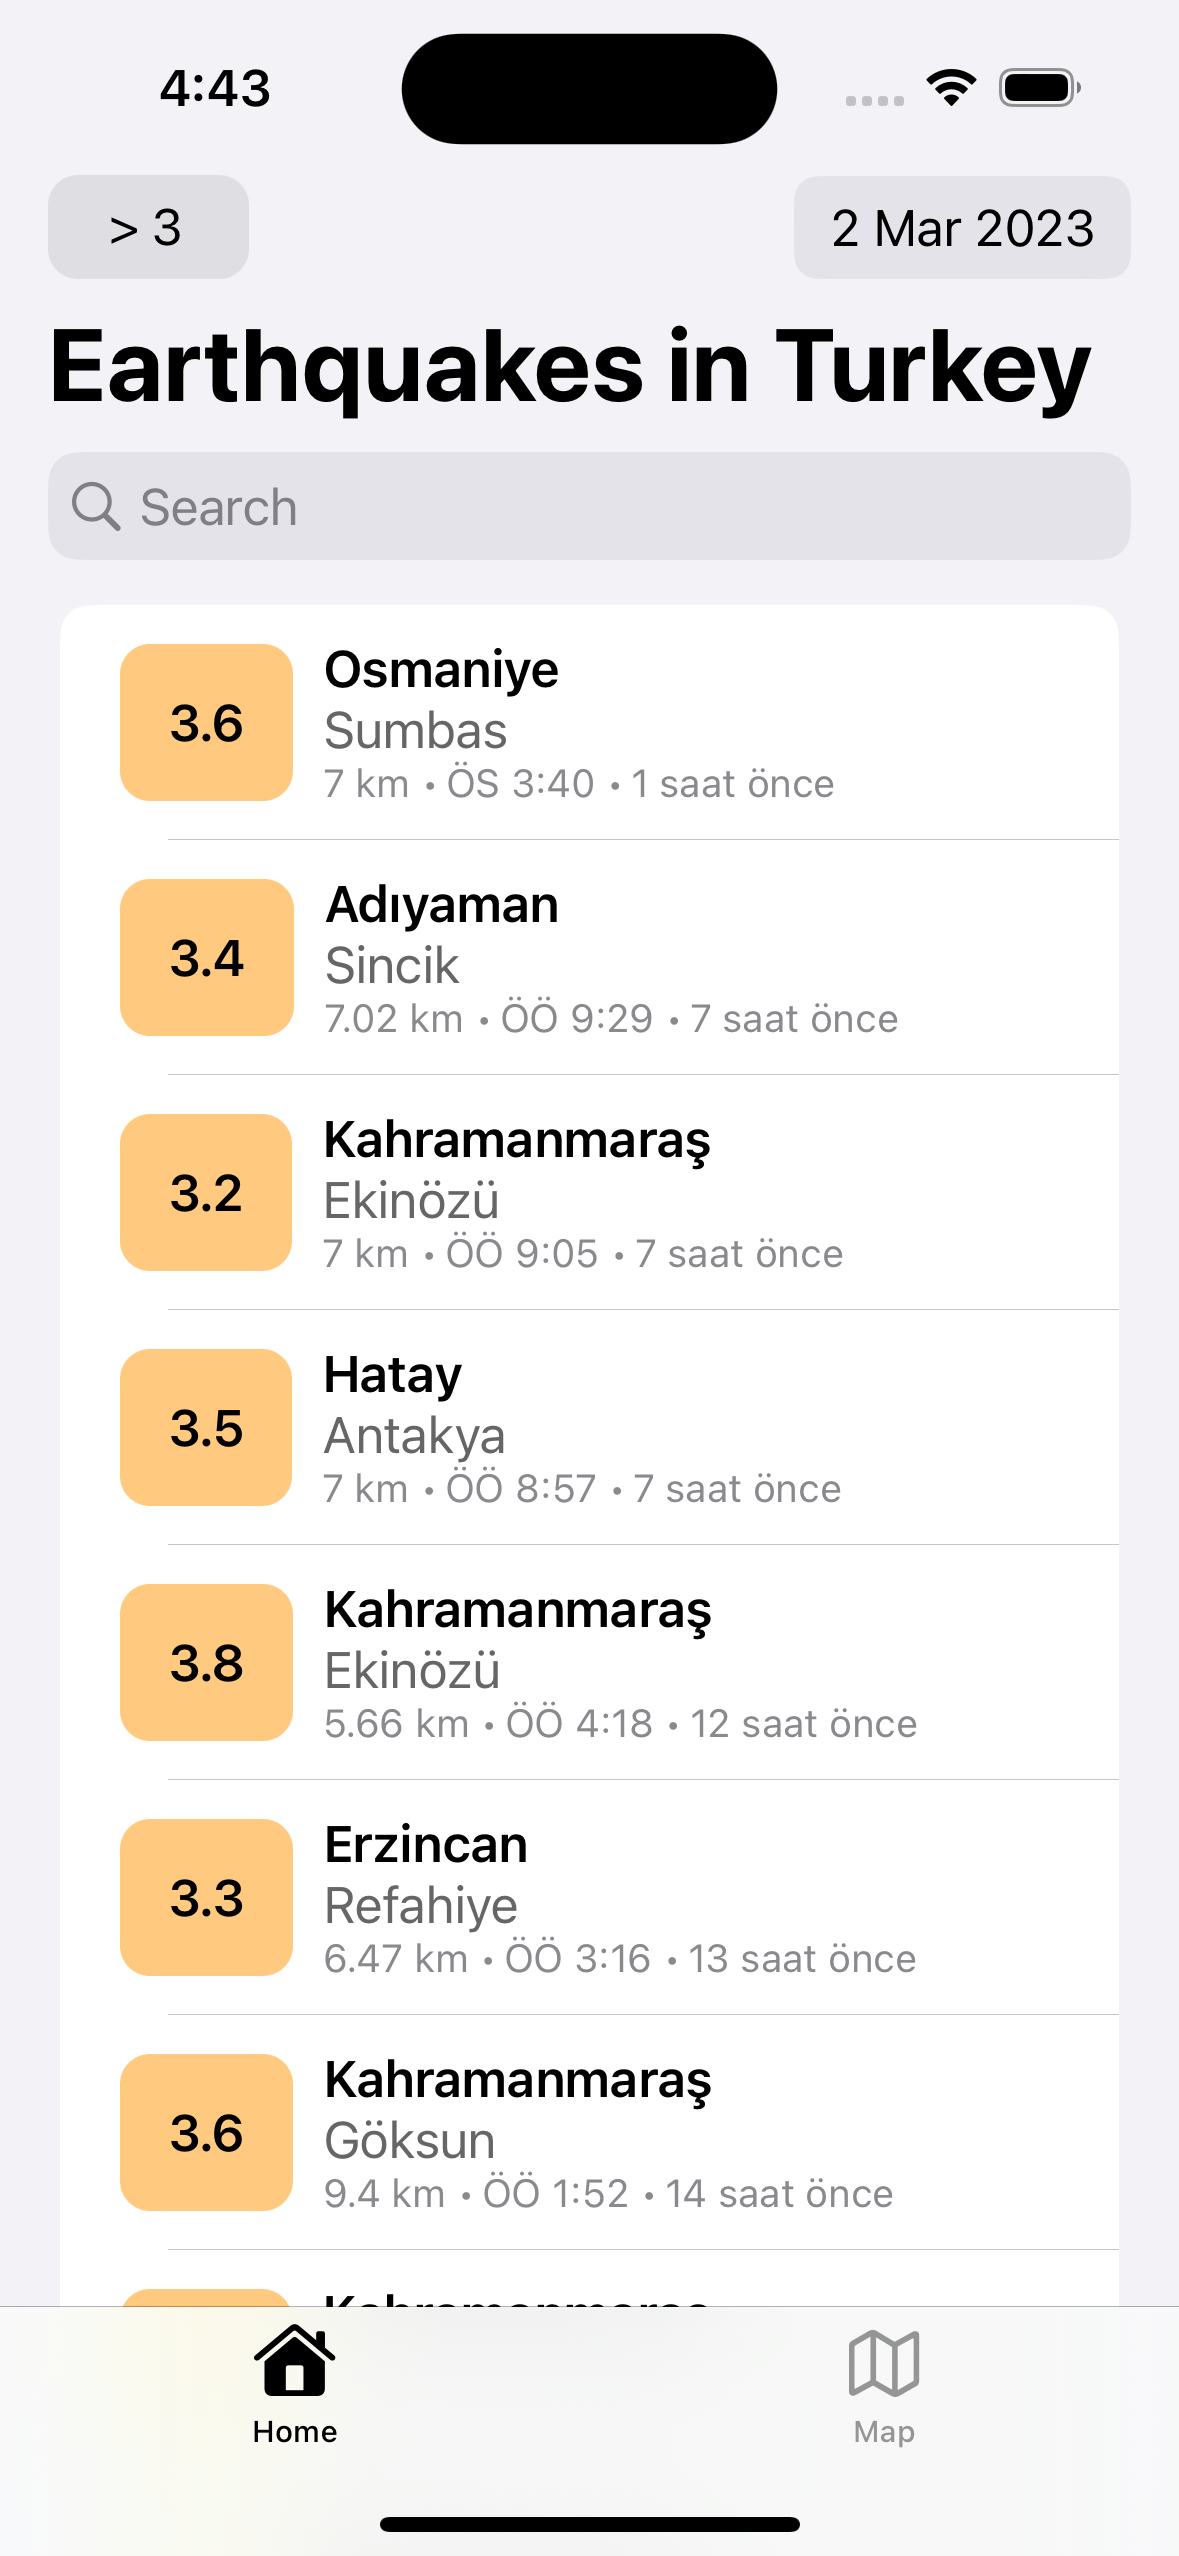 4:43
> 3
2 Mar 2023
Earthquakes in Turkey
Search
3.6
Osmaniye
Sumbas
7 km • ÖS 3:40 • 1 saat önce
3.4
Adıyaman
Sincik
7.02 km • ÖÖ 9:29 • 7 saat önce
3.2
Kahramanmaraş
Ekinözü
7 km • ÖÖ 9:05 • 7 saat önce
3.5
Hatay
Antakya
7 km • ÖÖ 8:57 • 7 saat önce
3.8
Kahramanmaraş
Ekinözü
5.66 km • ÖÖ 4:18 • 12 saat önce
3.3
Erzincan
Refahiye
6.47 km • ÖÖ 3:16 • 13 saat önce
3.6
Kahramanmaraş
Göksun
9.4 km • ÖÖ 1:52 • 14 saat önce
Home
Map